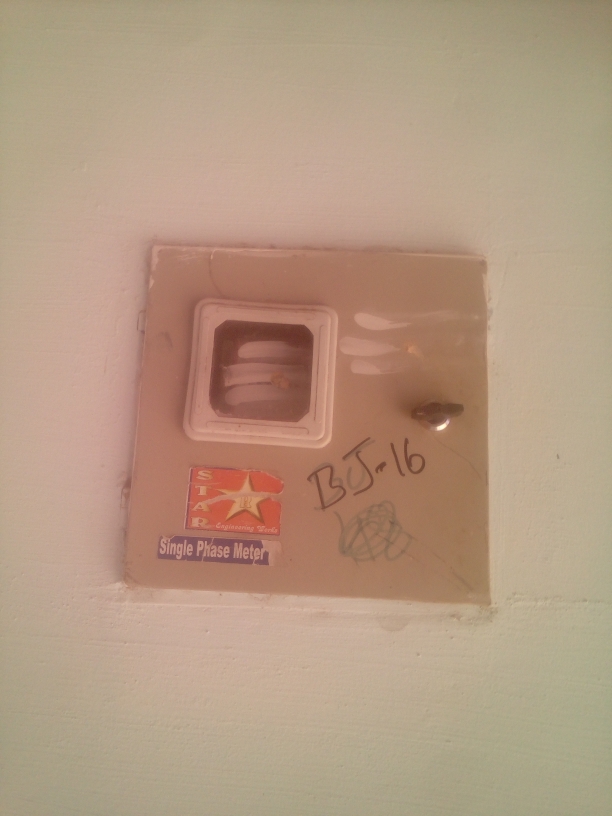 STAR
Engineering Works
Single Phase Meter
BJ-16